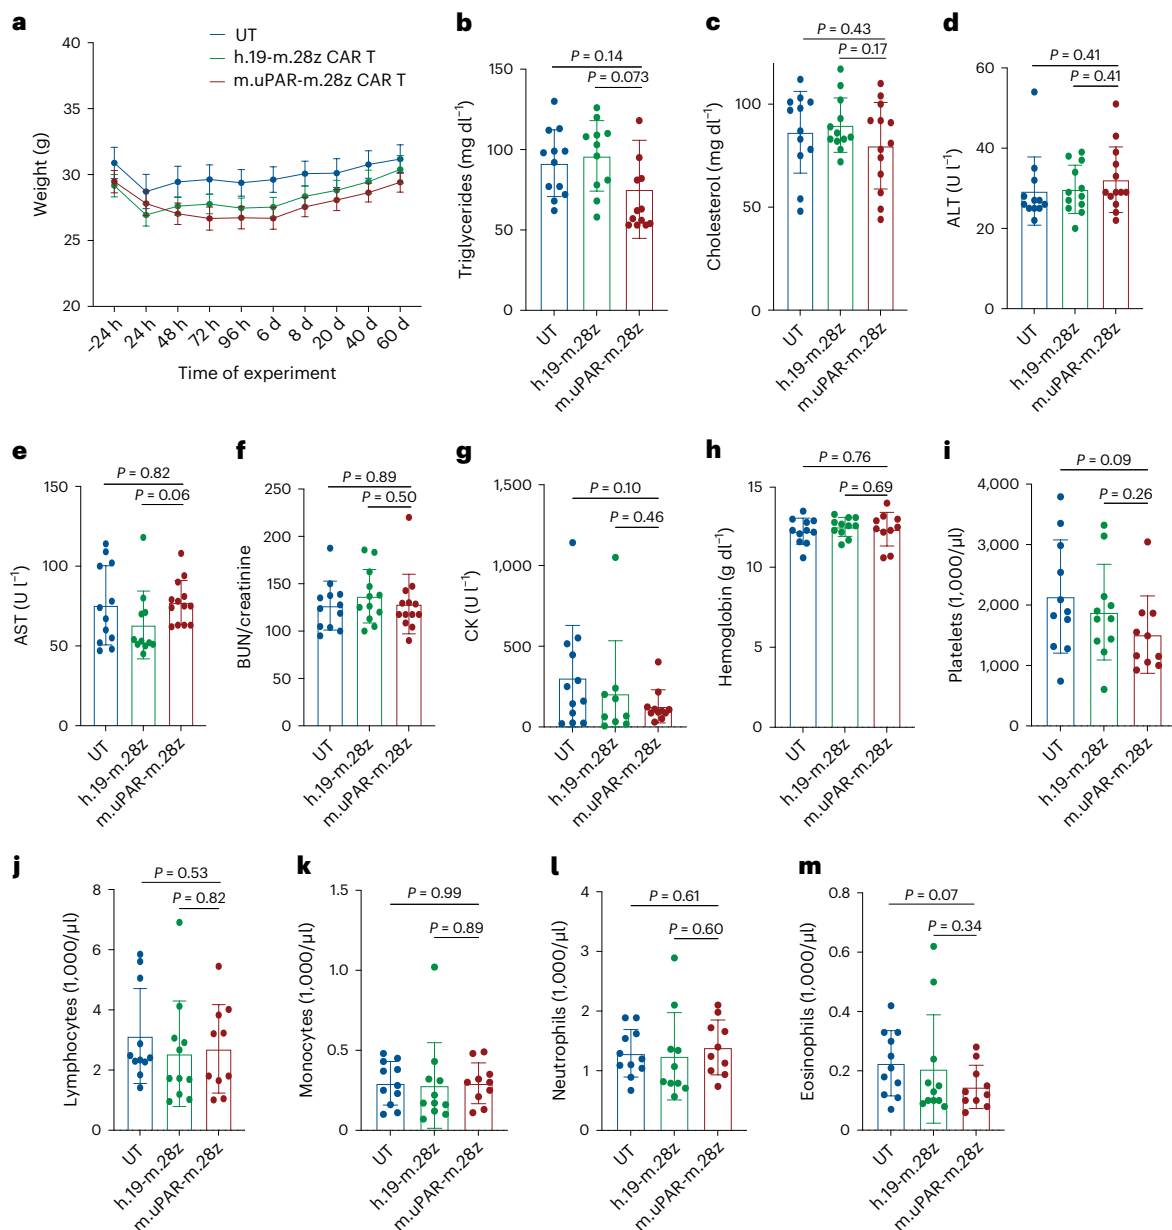 a
40
35
30
25
20
Weight (g)
UT
h.19-m.28z CAR T
m.uPAR-m.28z CAR T
–24 h
24 h
48 h
72 h
96 h
6 d
8 d
20 d
40 d
60 d
Time of experiment
b
P = 0.14
P = 0.073
150
100
50
0
Triglycerides (mg dl–1)
UT
h.19-m.28z
m.uPAR-m.28z
c
P = 0.43
P = 0.17
100
50
0
Cholesterol (mg dl–1)
UT
h.19-m.28z
m.uPAR-m.28z
d
P = 0.41
P = 0.41
60
40
20
0
ALT (U l–1)
UT
h.19-m.28z
m.uPAR-m.28z
e
P = 0.82
P = 0.06
150
100
50
0
AST (U l–1)
UT
h.19-m.28z
m.uPAR-m.28z
f
P = 0.89
P = 0.50
250
200
150
100
50
0
BUN/creatinine
UT
h.19-m.28z
m.uPAR-m.28z
g
1,500
1,000
500
0
P = 0.10
P = 0.46
CK (U l–1)
UT
h.19-m.28z
m.uPAR-m.28z
h
P = 0.76
P = 0.69
15
10
5
0
Hemoglobin (g dl–1)
UT
h.19-m.28z
m.uPAR-m.28z
i
P = 0.09
P = 0.26
4,000
3,000
2,000
1,000
0
Platelets (1,000/µl)
UT
h.19-m.28z
m.uPAR-m.28z
j
P = 0.53
P = 0.82
8
6
4
2
0
Lymphocytes (1,000/µl)
UT
h.19-m.28z
m.uPAR-m.28z
k
P = 0.99
P = 0.89
1.5
1.0
0.5
0
Monocytes (1,000/µl)
UT
h.19-m.28z
m.uPAR-m.28z
l
P = 0.61
P = 0.60
4
3
2
1
0
Neutrophils (1,000/µl)
UT
h.19-m.28z
m.uPAR-m.28z
m
P = 0.07
P = 0.34
0.8
0.6
0.4
0.2
0
Eosinophils (1,000/µl)
UT
h.19-m.28z
m.uPAR-m.28z